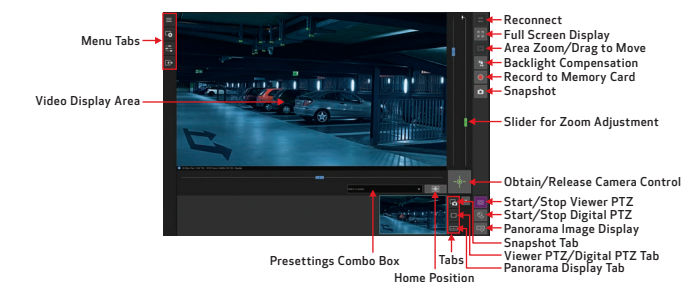 Reconnect
Full Screen Display
Menu Tabs
Area Zoom/Drag to Move
Backlight Compensation
Record to Memory Card
Snapshot
Video Display Area
Slider for Zoom Adjustment
Obtain/Release Camera Control
Start/Stop Viewer PTZ
Start/Stop Digital PTZ
Panorama Image Display
Snapshot Tab
Viewer PTZ/Digital PTZ Tab
Panorama Display Tab
Presettings Combo Box
Tabs
Home Position